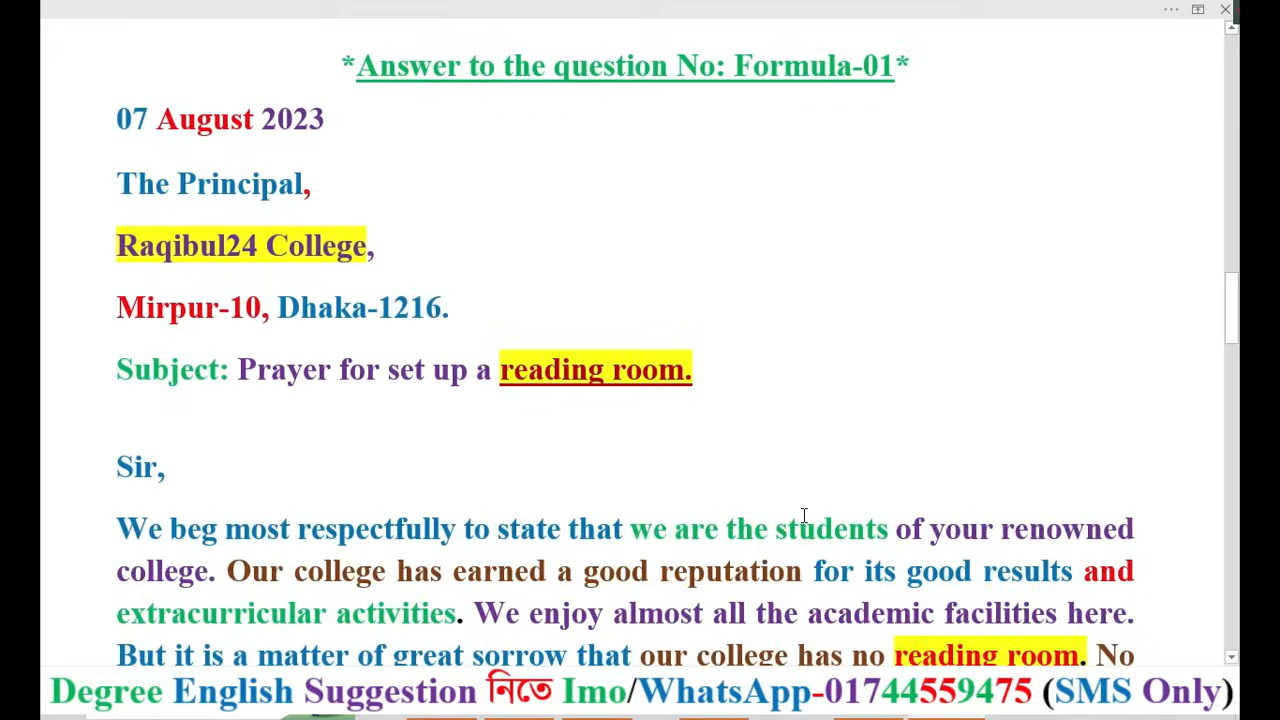 *Answer to the question No: Formula-01*
07 August 2023
The Principal,
Raqibul24 College,
Mirpur-10, Dhaka-1216.
Subject: Prayer for set up a reading room.
Sir,
We beg most respectfully to state that we are the students of your renowned
college. Our college has earned a good reputation for its good results and
extracurricular activities. We enjoy almost all the academic facilities here.
But it is a matter of great sorrow that our college has no reading room. No
Degree English Suggestion নিতে Imo/WhatsApp-01744559475 (SMS Only)